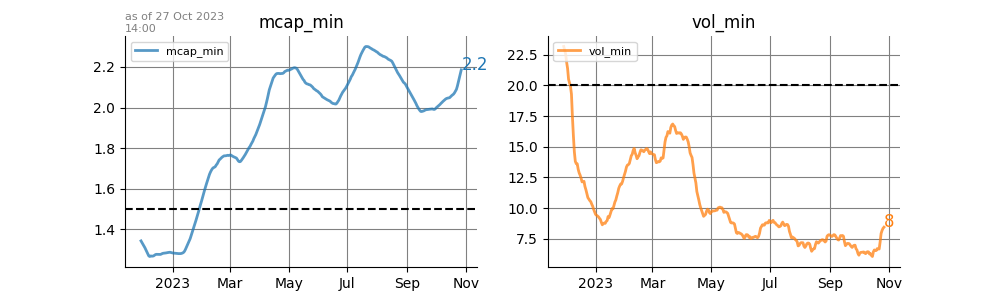 as of 27 Oct 2023
14:00
mcap_min
mcap_min
2.2
2.2
2.0
1.8
1.6
1.4
2023 Mar May Jul Sep Nov
vol_min
vol_min
22.5
20.0
17.5
15.0
12.5
10.0
7.5
8
2023 Mar May Jul Sep Nov